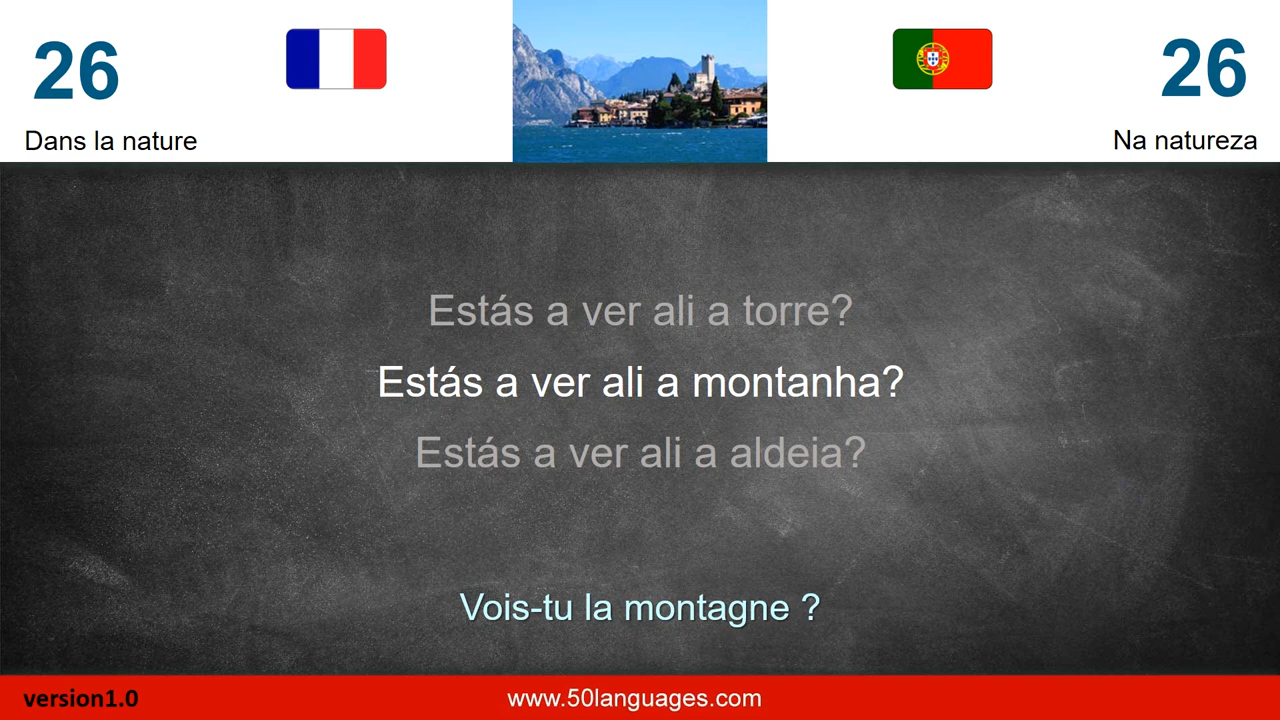 26
26
Dans la nature
Na natureza
Estás a ver ali a torre?
Estás a ver ali a montanha?
Estás a ver ali a aldeia?
Vois-tu la montagne ?
version1.0
www.50languages.com